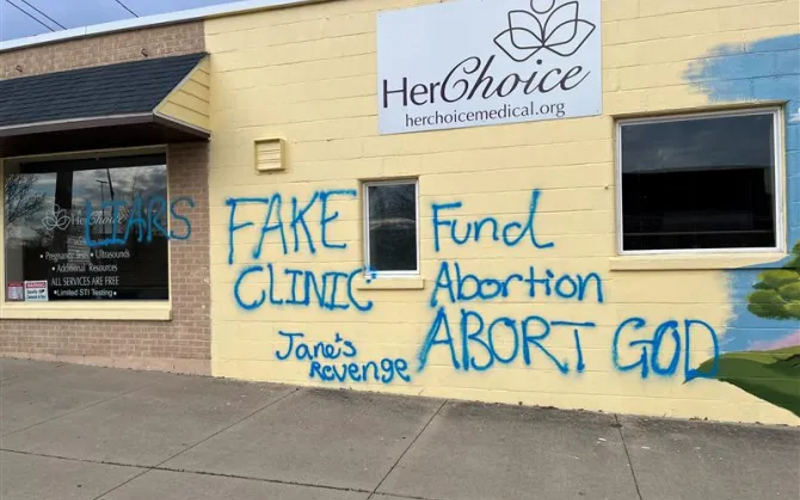 HerChoice
herchoicemedical.org
LIARS
HerChoice
• Pregnancy Tests • Ultrasounds
• Additional Resources
ALL SERVICES ARE FREE
•Limited STI Testing•
FAKE
CLINIC
Jane's
Revenge
Fund
Abortion
ABORT GOD